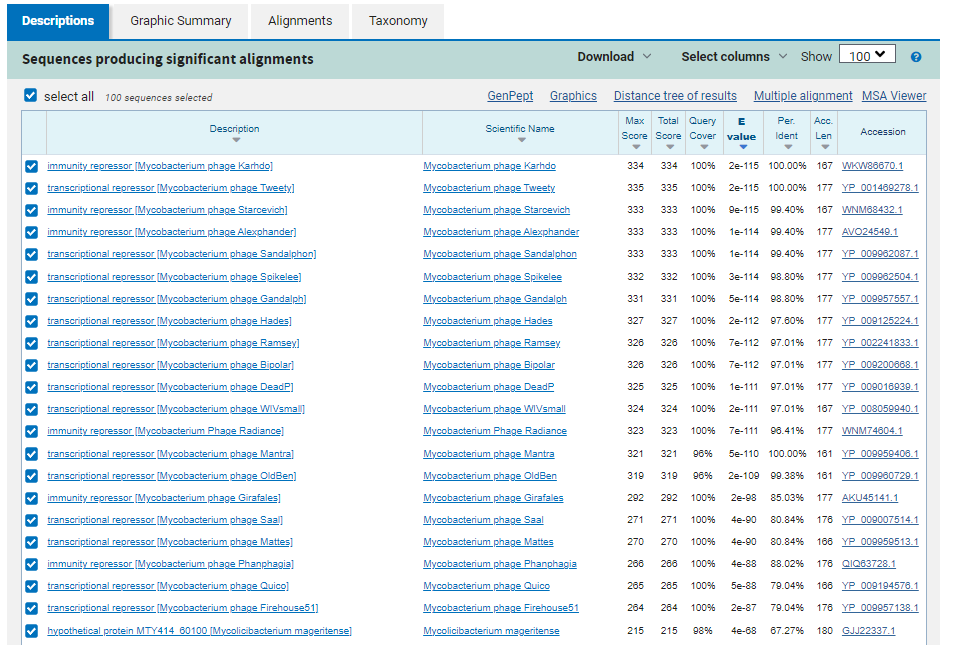 Descriptions Graphic Summary Alignments Taxonomy
Sequences producing significant alignments Download Select columns Show 100 ?
select all 100 sequences selected GenPept Graphics Distance tree of results Multiple alignment MSA Viewer
Description Scientific Name Max Score Total Score Query Cover E value Per. Ident Acc. Len Accession
immunity repressor [Mycobacterium phage Karhdo] Mycobacterium phage Karhdo 334 334 100% 2e-115 100.00% 167 WKW86670.1
transcriptional repressor [Mycobacterium phage Tweety] Mycobacterium phage Tweety 335 335 100% 2e-115 100.00% 177 YP_001469278.1
immunity repressor [Mycobacterium phage Starcevich] Mycobacterium phage Starcevich 333 333 100% 9e-115 99.40% 167 WNM68432.1
immunity repressor [Mycobacterium phage Alexphander] Mycobacterium phage Alexphander 333 333 100% 1e-114 99.40% 177 AVO24549.1
transcriptional repressor [Mycobacterium phage Sandalphon] Mycobacterium phage Sandalphon 333 333 100% 1e-114 99.40% 177 YP_009962087.1
transcriptional repressor [Mycobacterium phage Spikelee] Mycobacterium phage Spikelee 332 332 100% 3e-114 98.80% 177 YP_009962504.1
transcriptional repressor [Mycobacterium phage Gandalph] Mycobacterium phage Gandalph 331 331 100% 5e-114 98.80% 177 YP_009957557.1
transcriptional repressor [Mycobacterium phage Hades] Mycobacterium phage Hades 327 327 100% 2e-112 97.60% 177 YP_009125224.1
transcriptional repressor [Mycobacterium phage Ramsey] Mycobacterium phage Ramsey 326 326 100% 7e-112 97.01% 177 YP_002241833.1
transcriptional repressor [Mycobacterium phage Bipolar] Mycobacterium phage Bipolar 326 326 100% 7e-112 97.01% 177 YP_009200668.1
transcriptional repressor [Mycobacterium phage DeadP] Mycobacterium phage DeadP 325 325 100% 1e-111 97.01% 177 YP_009016939.1
transcriptional repressor [Mycobacterium phage WIVsmall] Mycobacterium phage WIVsmall 324 324 100% 2e-111 97.01% 167 YP_008059940.1
immunity repressor [Mycobacterium Phage Radiance] Mycobacterium Phage Radiance 323 323 100% 7e-111 96.41% 177 WNM74604.1
transcriptional repressor [Mycobacterium phage Mantra] Mycobacterium phage Mantra 321 321 96% 5e-110 100.00% 161 YP_009959406.1
transcriptional repressor [Mycobacterium phage OldBen] Mycobacterium phage OldBen 319 319 96% 2e-109 99.38% 161 YP_009960729.1
immunity repressor [Mycobacterium phage Girafales] Mycobacterium phage Girafales 292 292 100% 2e-98 85.03% 177 AKU45141.1
transcriptional repressor [Mycobacterium phage Saal] Mycobacterium phage Saal 271 271 100% 4e-90 80.84% 176 YP_009007514.1
transcriptional repressor [Mycobacterium phage Mattes] Mycobacterium phage Mattes 270 270 100% 4e-90 80.84% 166 YP_009959513.1
immunity repressor [Mycobacterium phage Phanphagia] Mycobacterium phage Phanphagia 266 266 100% 4e-88 88.02% 176 QIQ63728.1
transcriptional repressor [Mycobacterium phage Quico] Mycobacterium phage Quico 265 265 100% 5e-88 79.04% 166 YP_009194576.1
transcriptional repressor [Mycobacterium phage Firehouse51] Mycobacterium phage Firehouse51 264 264 100% 2e-87 79.04% 176 YP_009957138.1
hypothetical protein MTY414_60100 [Mycolicibacterium mageritense] Mycolicibacterium mageritense 215 215 98% 4e-68 67.27% 180 GJJ22337.1